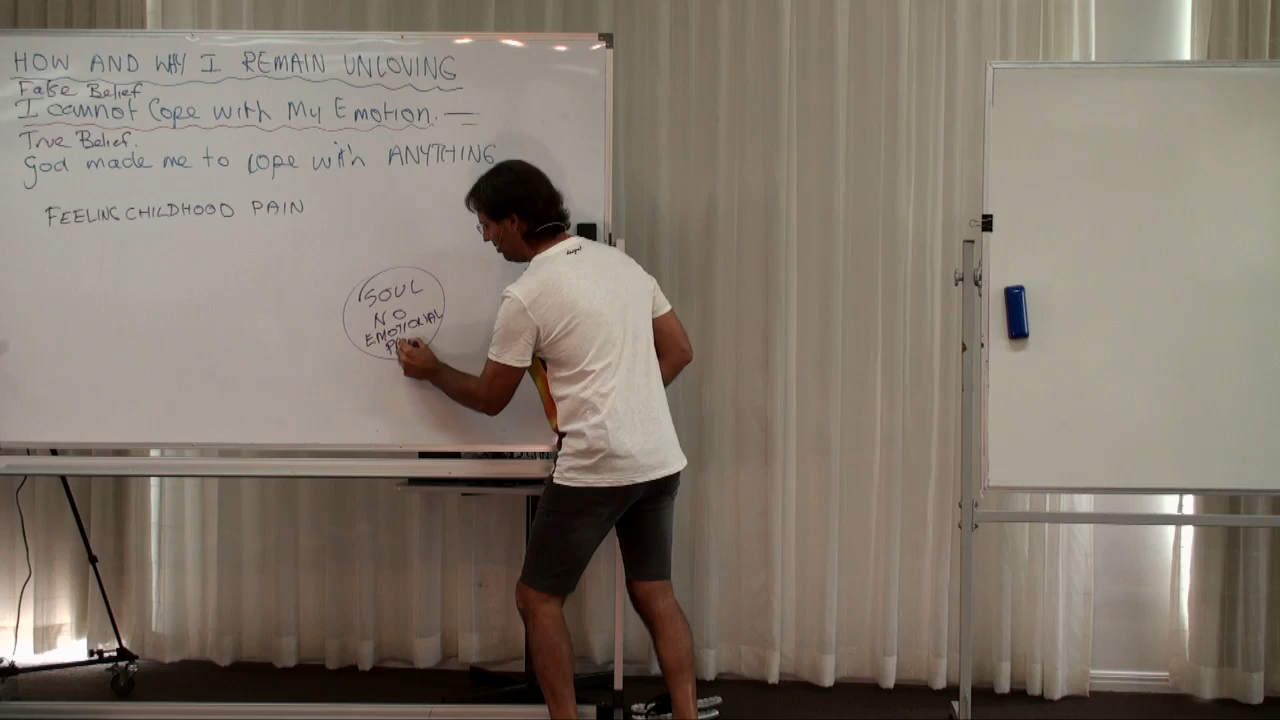 HOW AND WHY I REMAIN UNLOVING
False Belief
I cannot Cope with My Emotion.
True Belief.
God made me to cope with ANYTHING
FEELING CHILDHOOD PAIN
SOUL
NO
EMOTIONAL